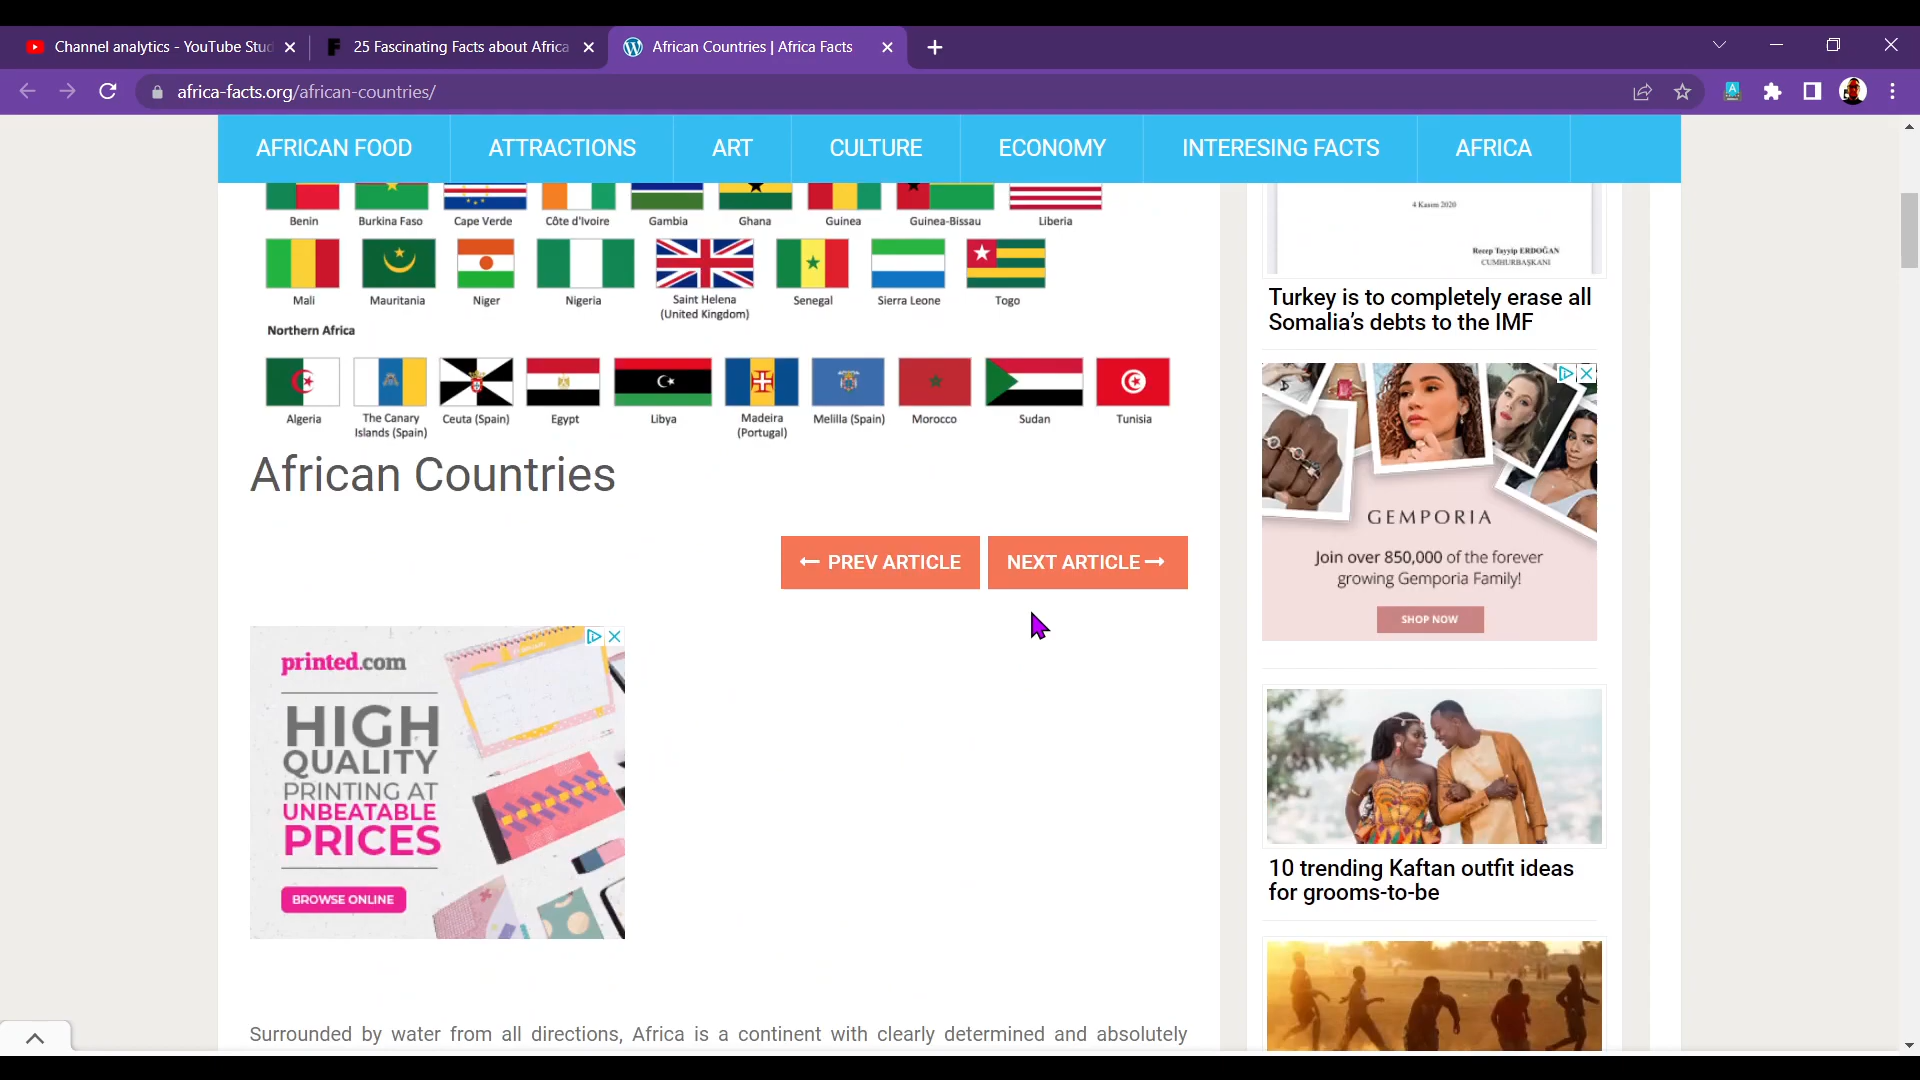 Channel analytics - YouTube Stud
25 Fascinating Facts about Africa
African Countries | Africa Facts
africa-facts.org/african-countries/
AFRICAN FOOD
ATTRACTIONS
ART
CULTURE
ECONOMY
INTERESING FACTS
AFRICA
Benin
Burkina Faso
Cape Verde
Côte d'Ivoire
Gambia
Ghana
Guinea
Guinea-Bissau
Liberia
Mali
Mauritania
Niger
Nigeria
Saint Helena
(United Kingdom)
Senegal
Sierra Leone
Togo
Northern Africa
Algeria
The Canary
Islands (Spain)
Ceuta (Spain)
Egypt
Libya
Madeira
(Portugal)
Melilla (Spain)
Morocco
Sudan
Tunisia
African Countries
PREV ARTICLE
NEXT ARTICLE
printed.com
HIGH
QUALITY
PRINTING AT
UNBEATABLE
PRICES
BROWSE ONLINE
Surrounded by water from all directions, Africa is a continent with clearly determined and absolutely
4 Kasım 2020
Recep Tayyip ERDOĞAN
CUMHURBAŞKANI
Turkey is to completely erase all
Somalia's debts to the IMF
GEMPORIA
Join over 850,000 of the forever
growing Gemporia Family!
SHOP NOW
10 trending Kaftan outfit ideas
for grooms-to-be